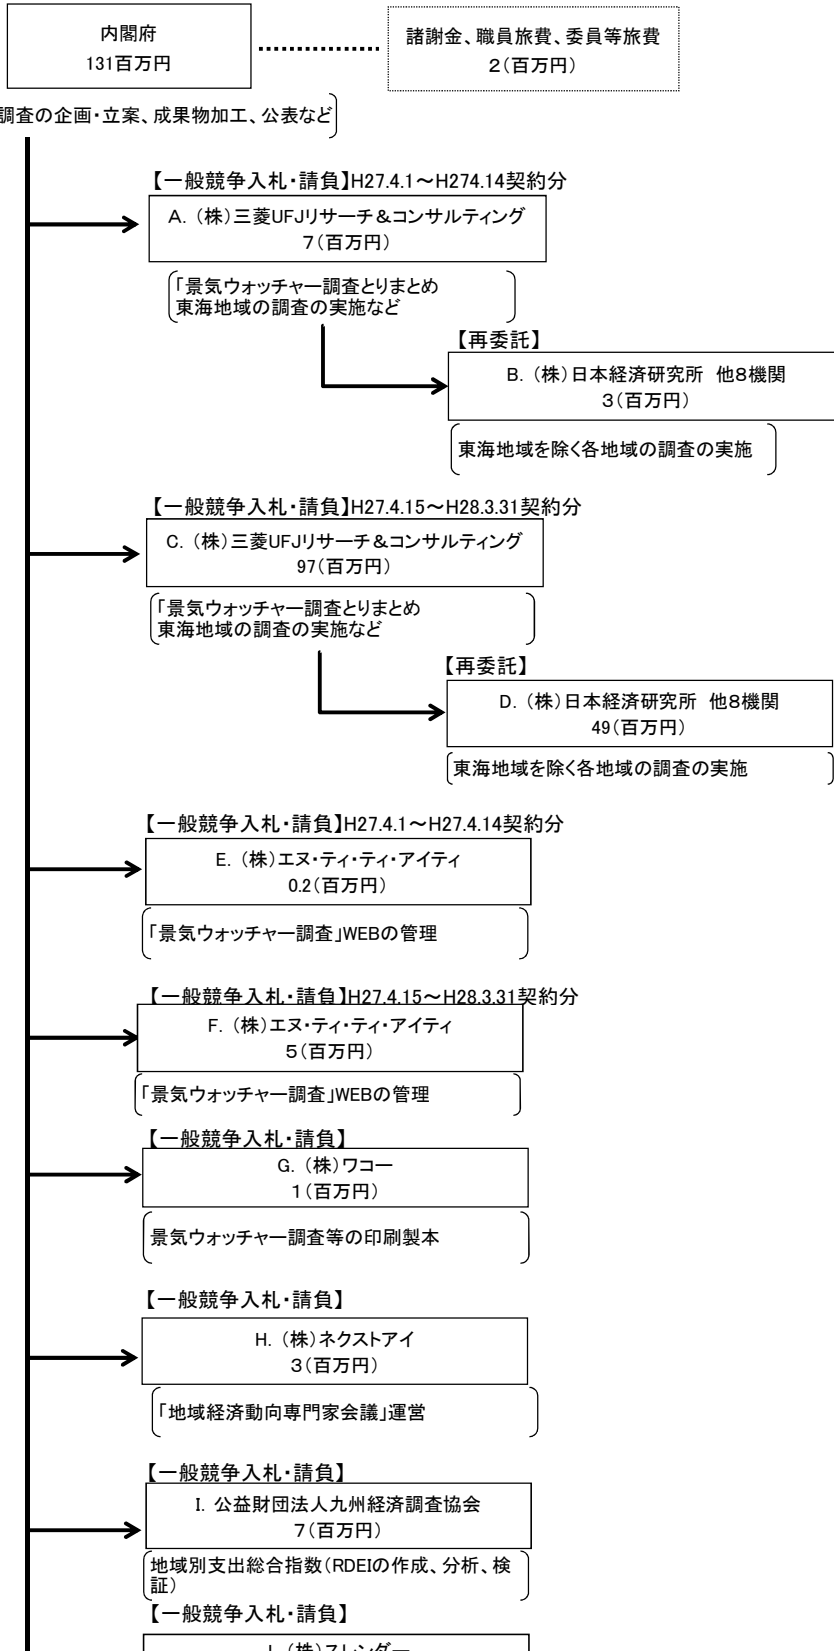 内閣府
131百万円
諸謝金、職員旅費、委員等旅費
2(百万円)
調査の企画・立案、成果物加工、公表など
【一般競争入札・請負】H27.4.1～H274.14契約分
A. (株)三菱UFJリサーチ＆コンサルティング
7(百万円)
「景気ウォッチャー調査とりまとめ
東海地域の調査の実施など
【再委託】
B. (株)日本経済研究所 他8機関
3(百万円)
東海地域を除く各地域の調査の実施
【一般競争入札・請負】H27.4.15～H28.3.31契約分
C. (株)三菱UFJリサーチ＆コンサルティング
97(百万円)
「景気ウォッチャー調査とりまとめ
東海地域の調査の実施など
【再委託】
D. (株)日本経済研究所 他8機関
49(百万円)
東海地域を除く各地域の調査の実施
【一般競争入札・請負】H27.4.1～H27.4.14契約分
E. (株)エヌ・ティ・ティ・アイティ
0.2(百万円)
「景気ウォッチャー調査」WEBの管理
【一般競争入札・請負】H27.4.15～H28.3.31契約分
F. (株)エヌ・ティ・ティ・アイティ
5(百万円)
「景気ウォッチャー調査」WEBの管理
【一般競争入札・請負】
G. (株)ワコー
1(百万円)
景気ウォッチャー調査等の印刷製本
【一般競争入札・請負】
H. (株)ネクストアイ
3(百万円)
「地域経済動向専門家会議」運営
【一般競争入札・請負】
I. 公益財団法人九州経済調査協会
7(百万円)
地域別支出総合指数(RDEIの作成、分析、検
証)
【一般競争入札・請負】
J. (株)スレンダー